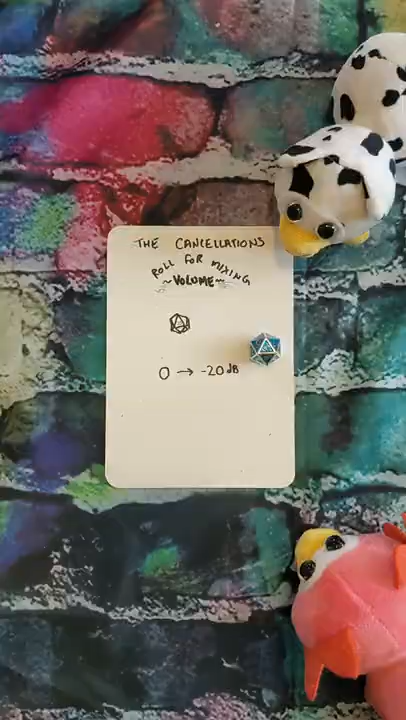 THE CANCELLATIONS
ROLL FOR MIXING
~VOLUME~
0 → -20dB